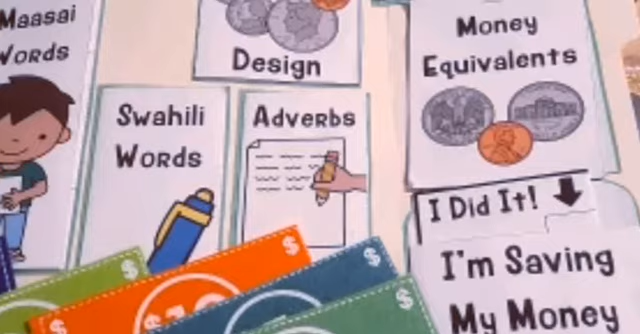 Maasai
Words
Design
Swahili
Words
Adverbs
Money
Equivalents
I Did It!
I'm Saving
My Money
$
$
$
$